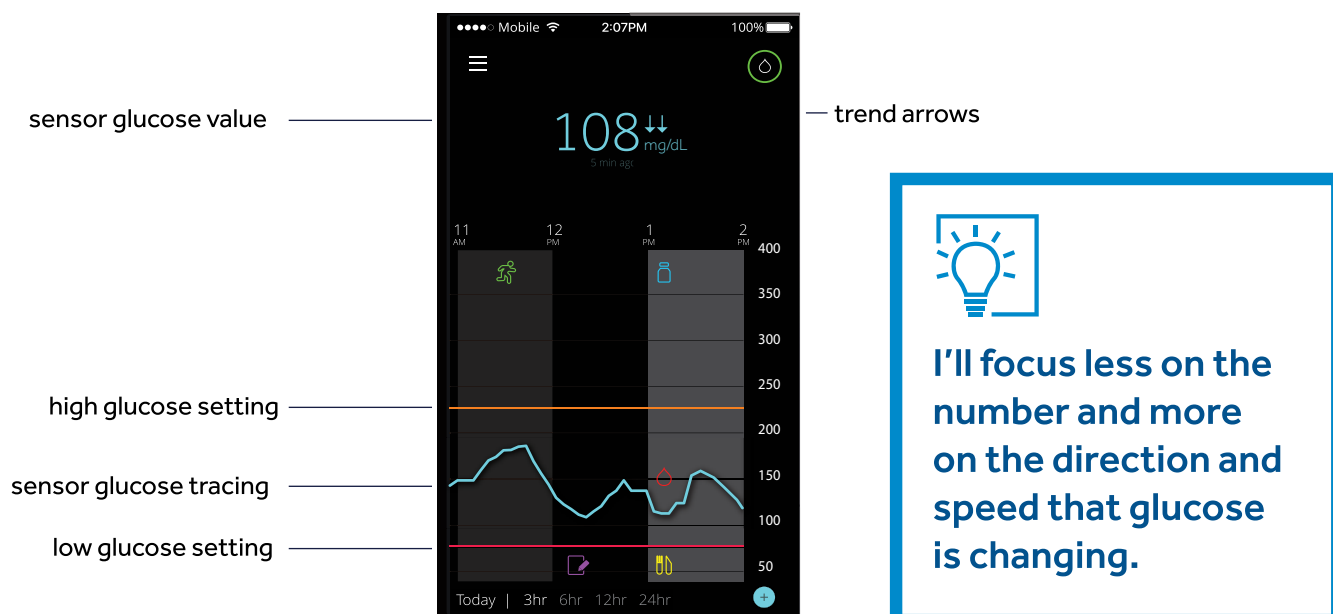 Mobile 2:07PM 100%
sensor glucose value
108
mg/dL
5 min ago
trend arrows
11 AM 12 PM 1 PM 2 PM
400
350
300
250
200
150
100
50
high glucose setting
sensor glucose tracing
low glucose setting
Today | 3hr 6hr 12hr 24hr
I'll focus less on the
number and more
on the direction and
speed that glucose
is changing.